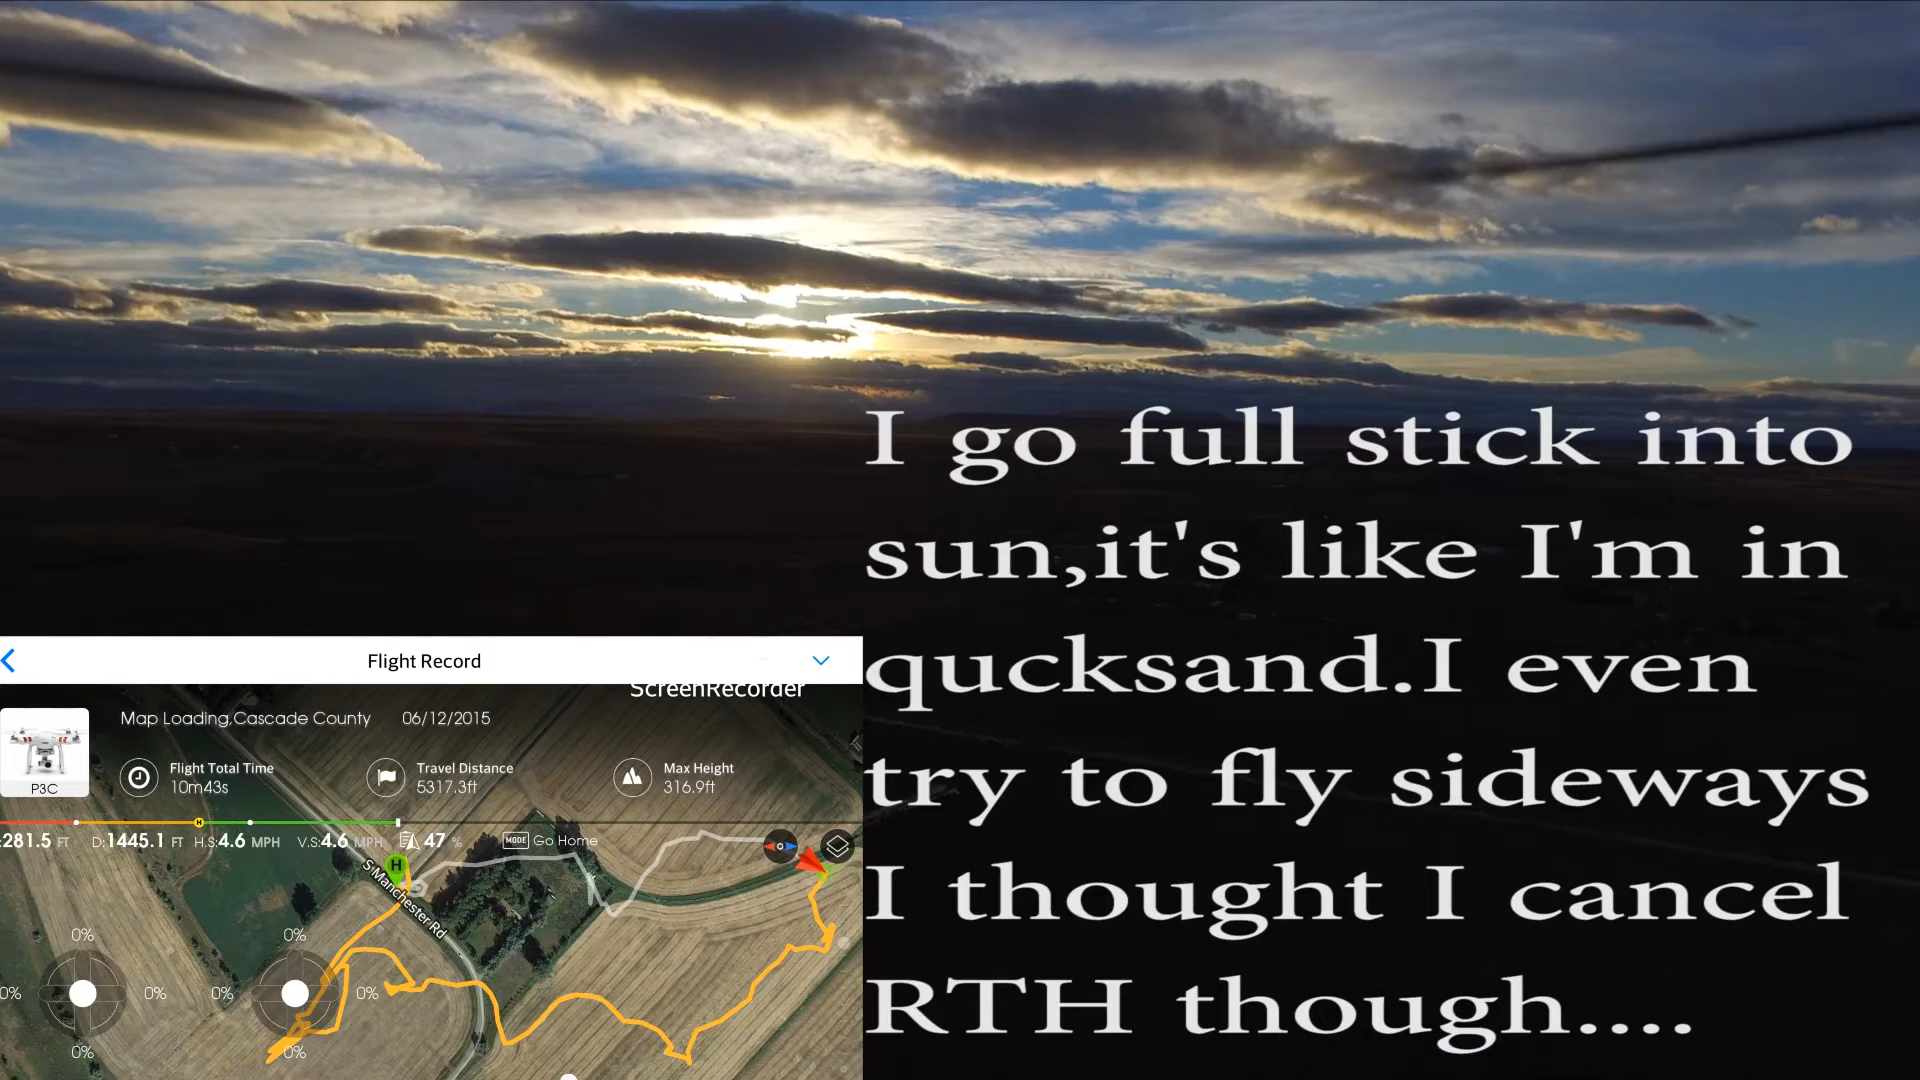 I go full stick into
sun,it's like I'm in
qucksand.I even
try to fly sideways
I thought I cancel
RTH though....
Flight Record
ScreenRecorder
Map Loading,Cascade County 06/12/2015
P3C
Flight Total Time
10m43s
Travel Distance
5317.3ft
Max Height
316.9ft
:281.5 FT D:1445.1 FT H.S:4.6 MPH V.S:4.6 MPH 47 % MODE Go Home
H
H
S Manchester Rd
0% 0%
0% 0% 0% 0%
0% 0%